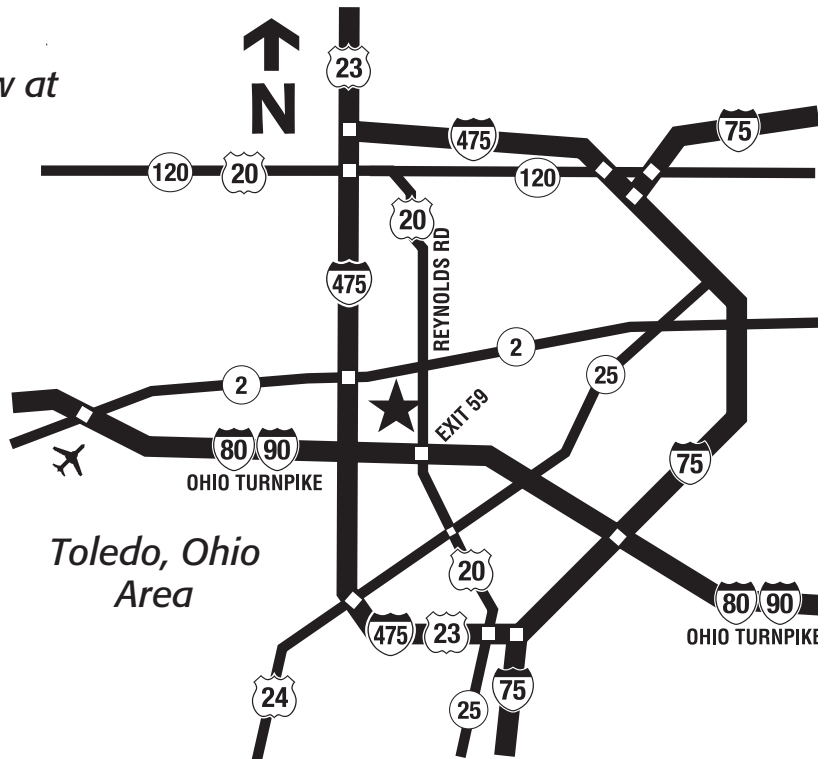 23
w at
N
475
75
120
20
120
20
REYNOLDS RD
475
2
2
25
EXIT 59
80 90
75
OHIO TURNPIKE
Toledo, Ohio
Area
20
80 90
475
23
OHIO TURNPIKE
24
25
75